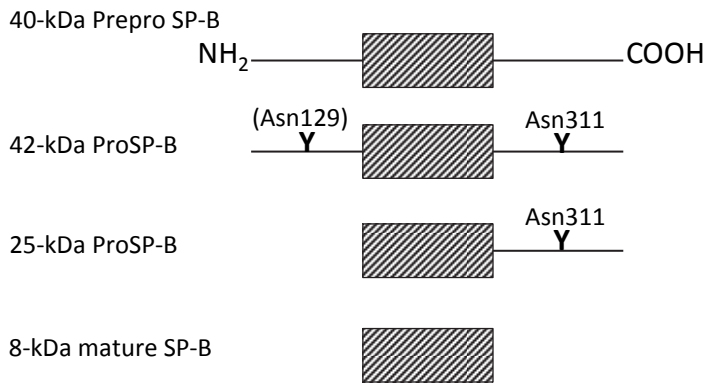 40-kDa Prepro SP-B
NH2 COOH
(Asn129) Asn311
Y Y
42-kDa ProSP-B
Asn311
Y
25-kDa ProSP-B
8-kDa mature SP-B